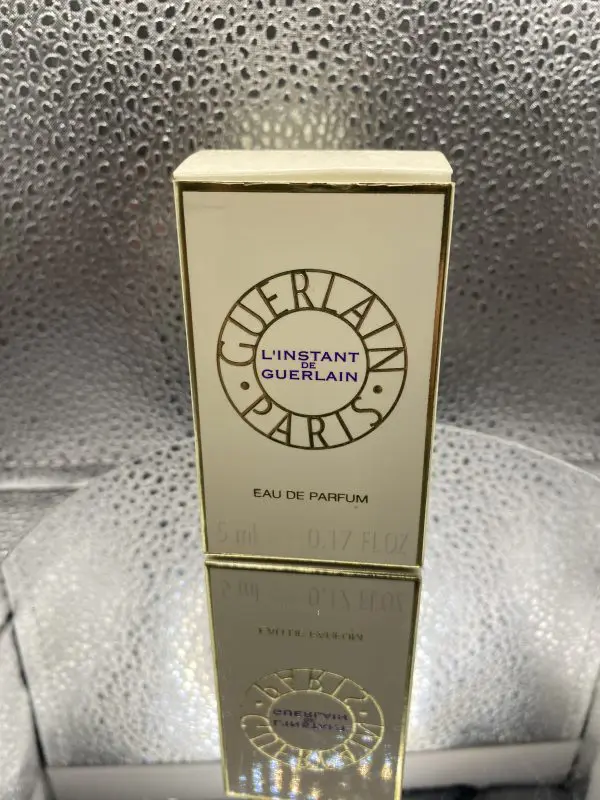 GUERLAIN
L'INSTANT
DE
GUERLAIN
PARIS
EAU DE PARFUM
5 ml 0.17 FL OZ